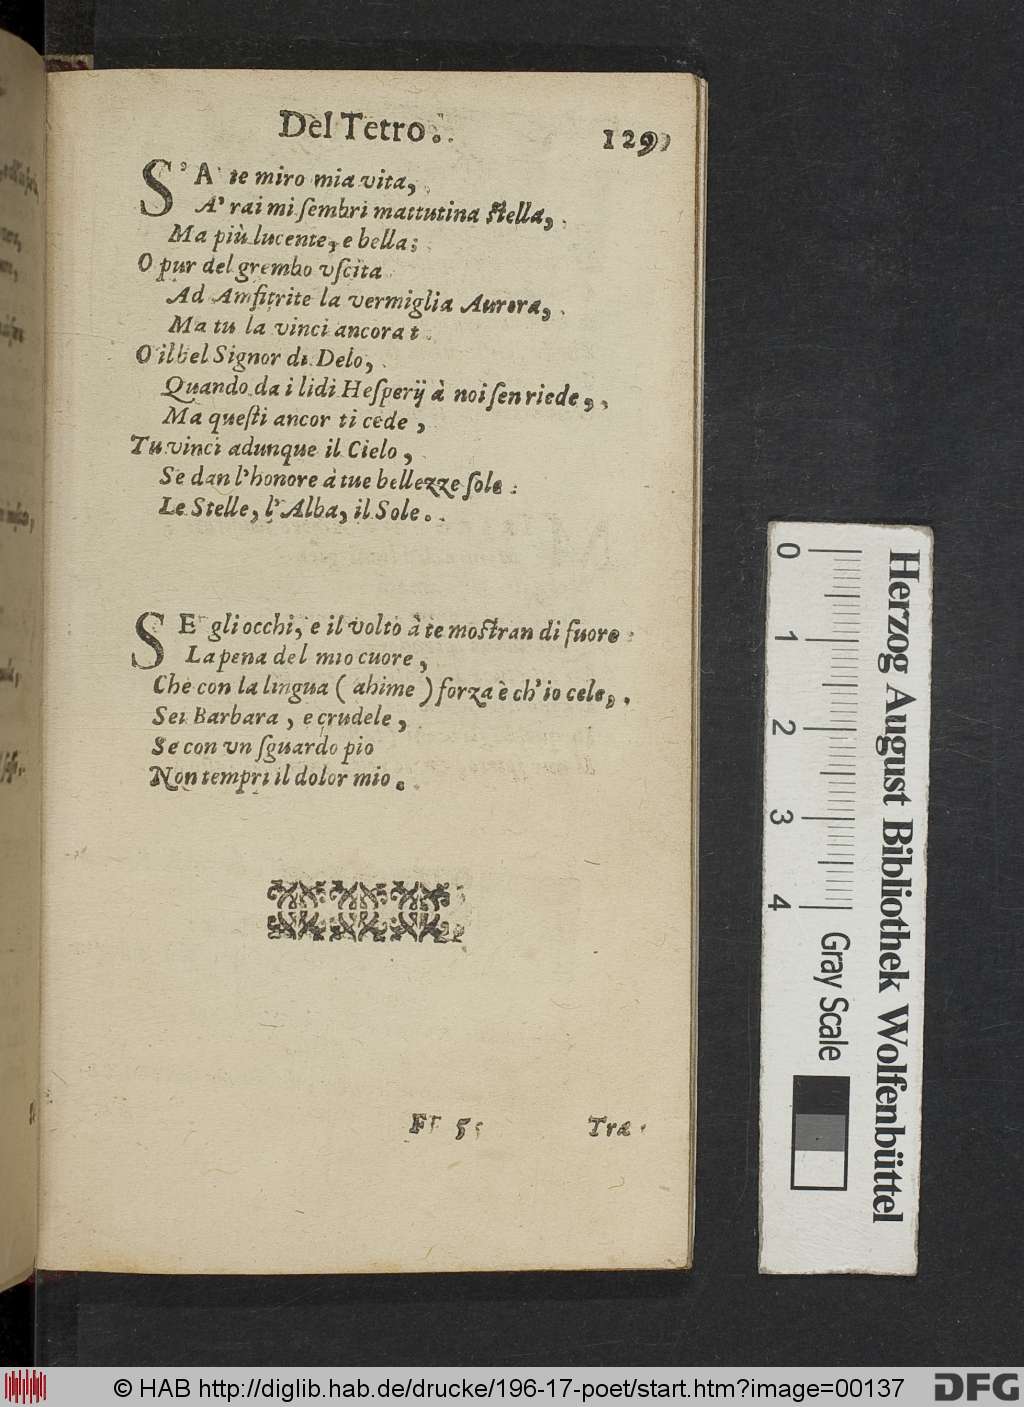 Del Tetro.
129
S' A te miro mia vita,
A' rai mi ſembri mattutina ſtella,
Ma più lucente, e bella;
O pur del grembo vſcita
Ad Amfitrite la vermiglia Aurora,
Ma tu la vinci ancora t
O il bel Signor di Delo,
Quando da i lidi Heſperij à noi ſen riede,
Ma queſti ancor ti cede,
Tu vinci adunque il Cielo,
Se dan l'honore à tue bellezze ſole
Le Stelle, l'Alba, il Sole.
SE gli occhi, e il volto à te moſtran di fuore
La pena del mio cuore,
Che con la lingua (ahime) forza è ch'io cele,
Sei Barbara, e crudele,
Se con vn ſguardo pio
Non tempri il dolor mio.
F 5 Tra
0 1 2 3 4 Gray Scale
Herzog August Bibliothek Wolfenbüttel
© HAB http://diglib.hab.de/drucke/196-17-poet/start.htm?image=00137
DFG